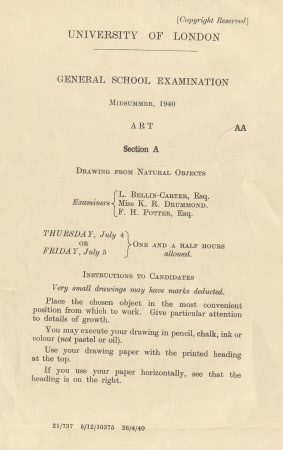 [Copyright Reserved]
UNIVERSITY OF LONDON
GENERAL SCHOOL EXAMINATION
MIDSUMMER, 1940
ART
AA
Section A
DRAWING FROM NATURAL OBJECTS
L. BELLIN-CARTER, Esq.
Examiners Miss K. R. DRUMMOND.
F. H. POTTER, Esq.
THURSDAY, July 4
OR
FRIDAY, July 5
ONE AND A HALF HOURS
allowed.
INSTRUCTIONS TO CANDIDATES
Very small drawings may have marks deducted.
Place the chosen object in the most convenient
position from which to work. Give particular attention
to details of growth.
You may execute your drawing in pencil, chalk, ink or
colour (not pastel or oil).
Use your drawing paper with the printed heading
at the top.
If you use your paper horizontally, see that the
heading is on the right.
21/737 5/12/10375 26/4/40